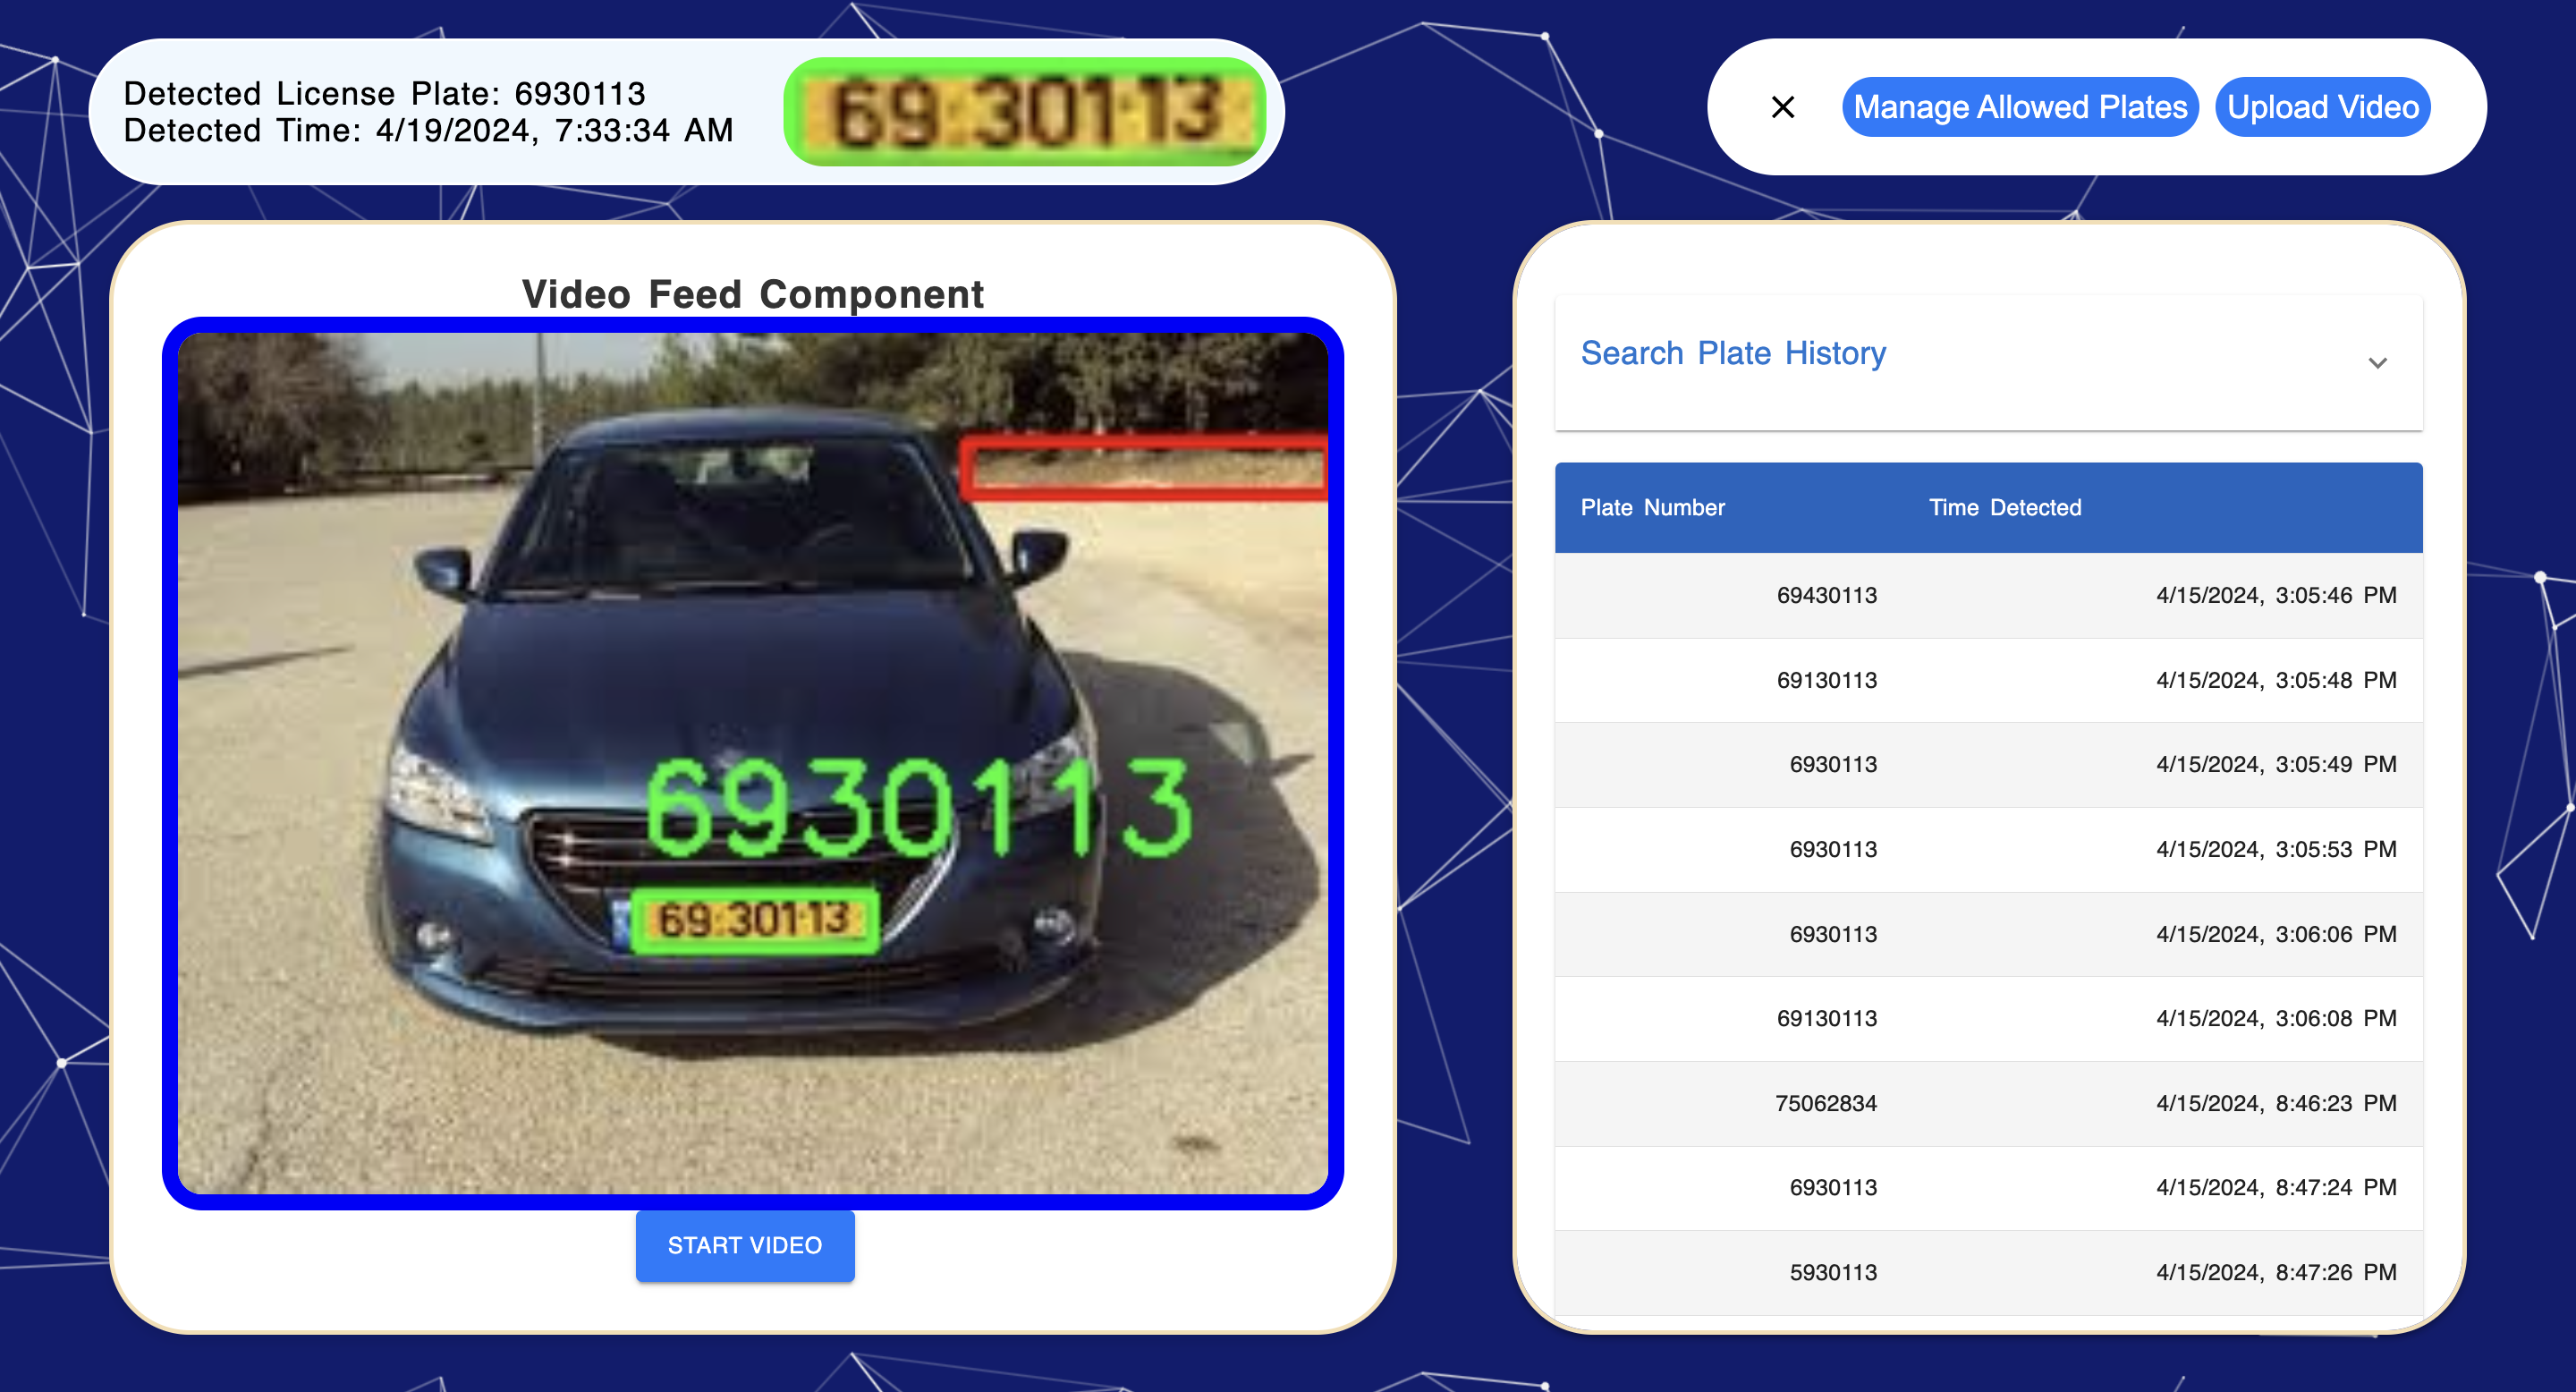 Detected License Plate: 6930113
Detected Time: 4/19/2024, 7:33:34 AM
69:301·13
× Manage Allowed Plates Upload Video
Video Feed Component
6930113
69:301·13
START VIDEO
Search Plate History
Plate Number Time Detected
69430113 4/15/2024, 3:05:46 PM
69130113 4/15/2024, 3:05:48 PM
6930113 4/15/2024, 3:05:49 PM
6930113 4/15/2024, 3:05:53 PM
6930113 4/15/2024, 3:06:06 PM
69130113 4/15/2024, 3:06:08 PM
75062834 4/15/2024, 8:46:23 PM
6930113 4/15/2024, 8:47:24 PM
5930113 4/15/2024, 8:47:26 PM